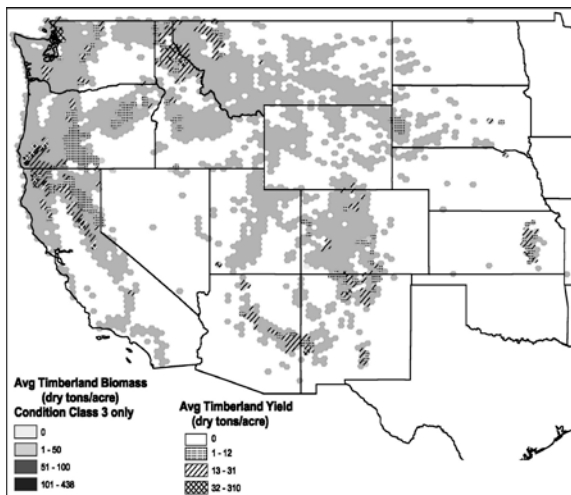 Avg Timberland Biomass
(dry tons/acre)
Condition Class 3 only
0
1 - 50
51 - 100
101 - 438
Avg Timberland Yield
(dry tons/acre)
0
1 - 12
13 - 31
32 - 310